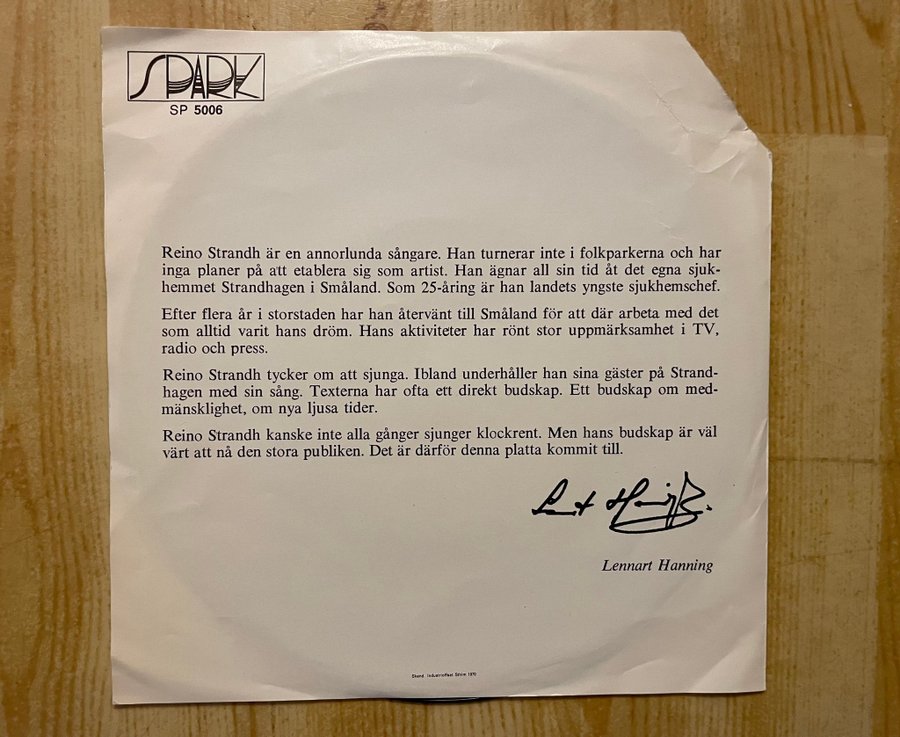 SPARK
SP 5006
Reino Strandh är en annorlunda sångare. Han turnerar inte i folkparkerna och har
inga planer på att etablera sig som artist. Han ägnar all sin tid åt det egna sjuk-
hemmet Strandhagen i Småland. Som 25-åring är han landets yngste sjukhemschef.
Efter flera år i storstaden har han återvänt till Småland för att där arbeta med det
som alltid varit hans dröm. Hans aktiviteter har rönt stor uppmärksamhet i TV,
radio och press.
Reino Strandh tycker om att sjunga. Ibland underhåller han sina gäster på Strand-
hagen med sin sång. Texterna har ofta ett direkt budskap. Ett budskap om med-
mänsklighet, om nya ljusa tider.
Reino Strandh kanske inte alla gånger sjunger klockrent. Men hans budskap är väl
värt att nå den stora publiken. Det är därför denna platta kommit till.
Lennart Hanning
Skand. Industrioffset Sthlm 1970